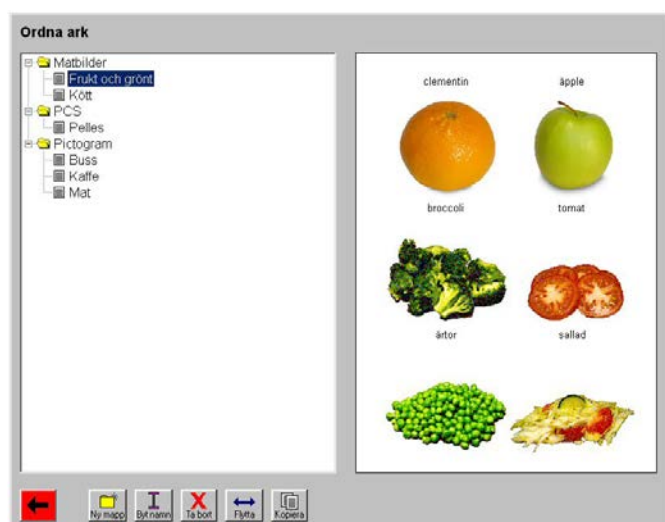 Ordna ark
Matbilder
Frukt och grönt
Kött
PCS
Pelles
Pictogram
Buss
Kaffe
Mat
clementin äpple
broccoli tomat
ärtor sallad
Ny mapp Byt namn Ta bort Flytta Kopiera